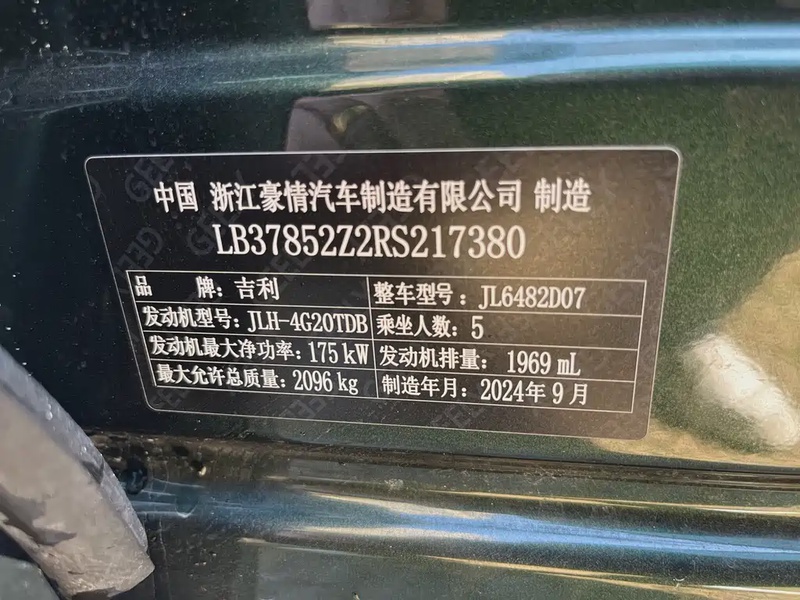 中国 浙江豪情汽车制造有限公司 制造
LB37852Z2RS217380
品 牌: 吉利 整车型号: JL6482D07
发动机型号: JLH-4G20TDB 乘坐人数: 5
发动机最大净功率: 175 kW 发动机排量: 1969 mL
最大允许总质量: 2096 kg 制造年月: 2024年9月